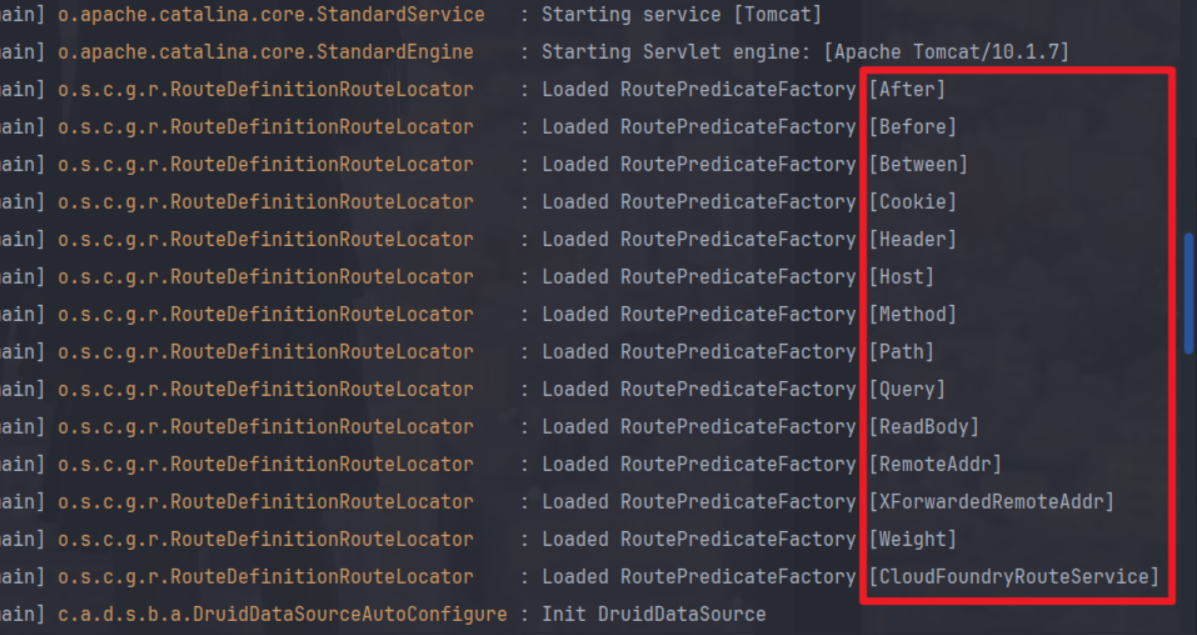 ain] o.apache.catalina.core.StandardService : Starting service [Tomcat]
ain] o.apache.catalina.core.StandardEngine : Starting Servlet engine: [Apache Tomcat/10.1.7]
ain] o.s.c.g.r.RouteDefinitionRouteLocator : Loaded RoutePredicateFactory [After]
ain] o.s.c.g.r.RouteDefinitionRouteLocator : Loaded RoutePredicateFactory [Before]
ain] o.s.c.g.r.RouteDefinitionRouteLocator : Loaded RoutePredicateFactory [Between]
ain] o.s.c.g.r.RouteDefinitionRouteLocator : Loaded RoutePredicateFactory [Cookie]
ain] o.s.c.g.r.RouteDefinitionRouteLocator : Loaded RoutePredicateFactory [Header]
ain] o.s.c.g.r.RouteDefinitionRouteLocator : Loaded RoutePredicateFactory [Host]
ain] o.s.c.g.r.RouteDefinitionRouteLocator : Loaded RoutePredicateFactory [Method]
ain] o.s.c.g.r.RouteDefinitionRouteLocator : Loaded RoutePredicateFactory [Path]
ain] o.s.c.g.r.RouteDefinitionRouteLocator : Loaded RoutePredicateFactory [Query]
ain] o.s.c.g.r.RouteDefinitionRouteLocator : Loaded RoutePredicateFactory [ReadBody]
ain] o.s.c.g.r.RouteDefinitionRouteLocator : Loaded RoutePredicateFactory [RemoteAddr]
ain] o.s.c.g.r.RouteDefinitionRouteLocator : Loaded RoutePredicateFactory [XForwardedRemoteAddr]
ain] o.s.c.g.r.RouteDefinitionRouteLocator : Loaded RoutePredicateFactory [Weight]
ain] o.s.c.g.r.RouteDefinitionRouteLocator : Loaded RoutePredicateFactory [CloudFoundryRouteService]
ain] c.a.d.s.b.a.DruidDataSourceAutoConfigure : Init DruidDataSource